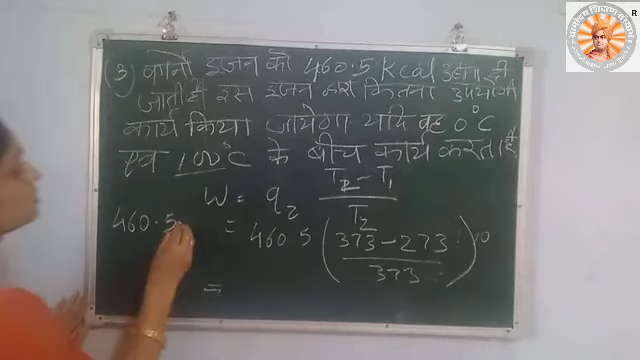 (3) कार्नो इंजन को 460.5 Kcal उष्मा दी
जाती है इस इंजन द्वारा कितना उपयोगी
कार्य किया जायेगा यदि वह 0°C
एवं 100°C के बीच कार्य करता है
W = q2 (T2 - T1) / T2
460.5 = 460.5 ((373 - 273) / 373)
=
R